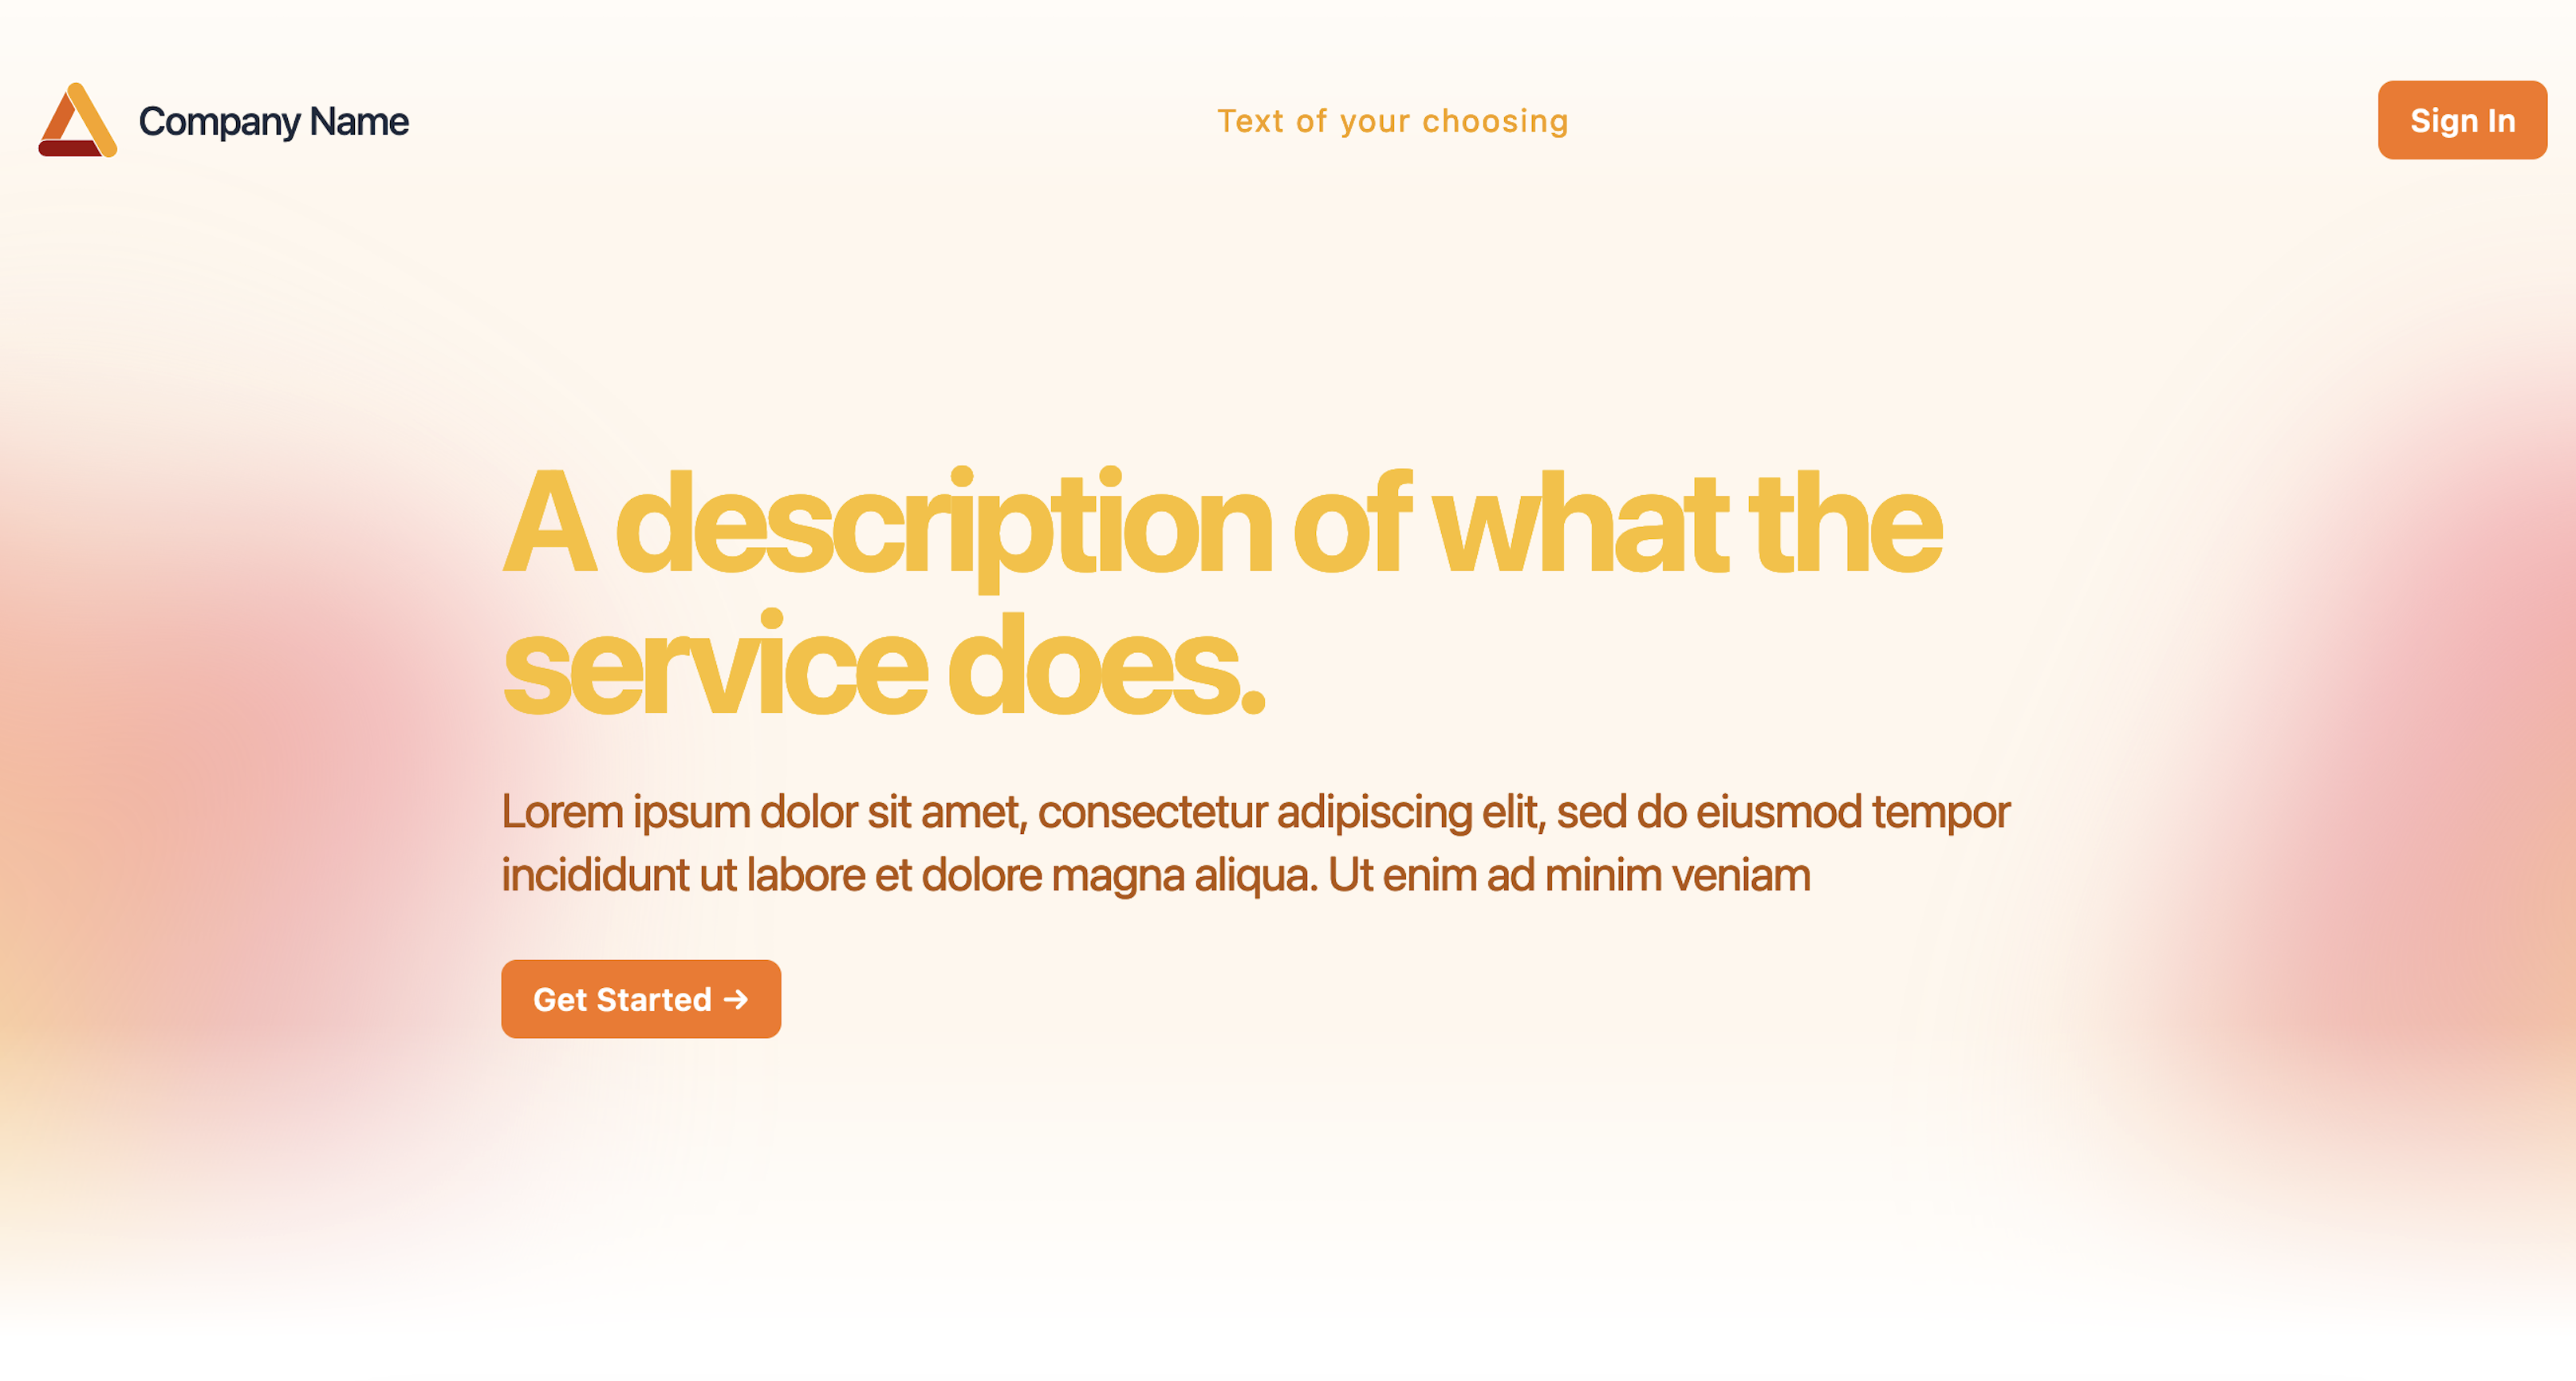 Company Name
Text of your choosing
Sign In
A description of what the
service does.
Lorem ipsum dolor sit amet, consectetur adipiscing elit, sed do eiusmod tempor
incididunt ut labore et dolore magna aliqua. Ut enim ad minim veniam
Get Started →